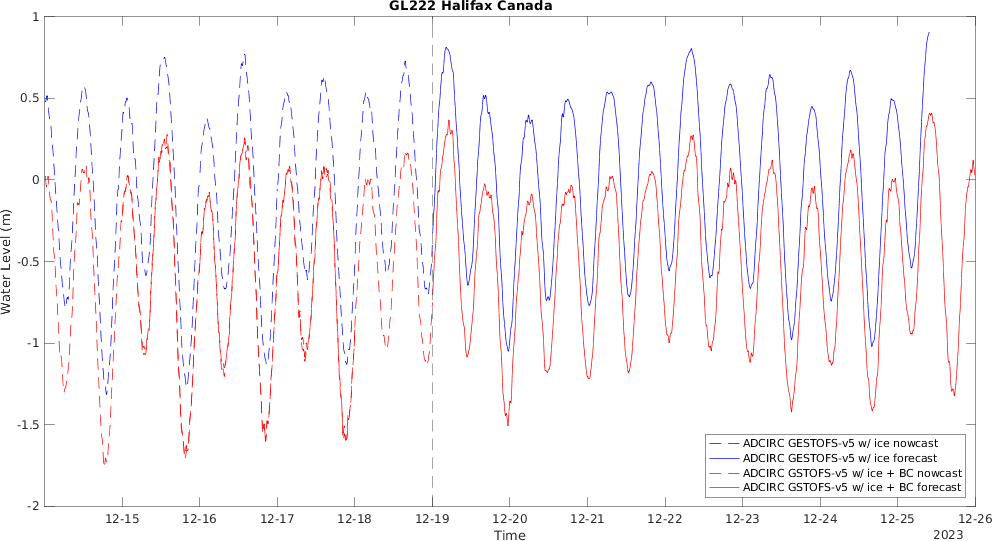 GL222 Halifax Canada
1
0.5
0
-0.5
-1
-1.5
-2
Water Level (m)
12-15 12-16 12-17 12-18 12-19 12-20 12-21 12-22 12-23 12-24 12-25 12-26
Time
2023
ADCIRC GESTOFS-v5 w/ ice nowcast
ADCIRC GESTOFS-v5 w/ ice forecast
ADCIRC GSTOFS-v5 w/ ice + BC nowcast
ADCIRC GSTOFS-v5 w/ ice + BC forecast